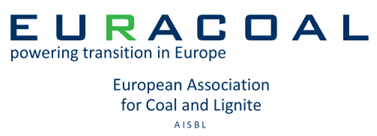 EURACOAL
powering transition in Europe
European Association
for Coal and Lignite
AISBL